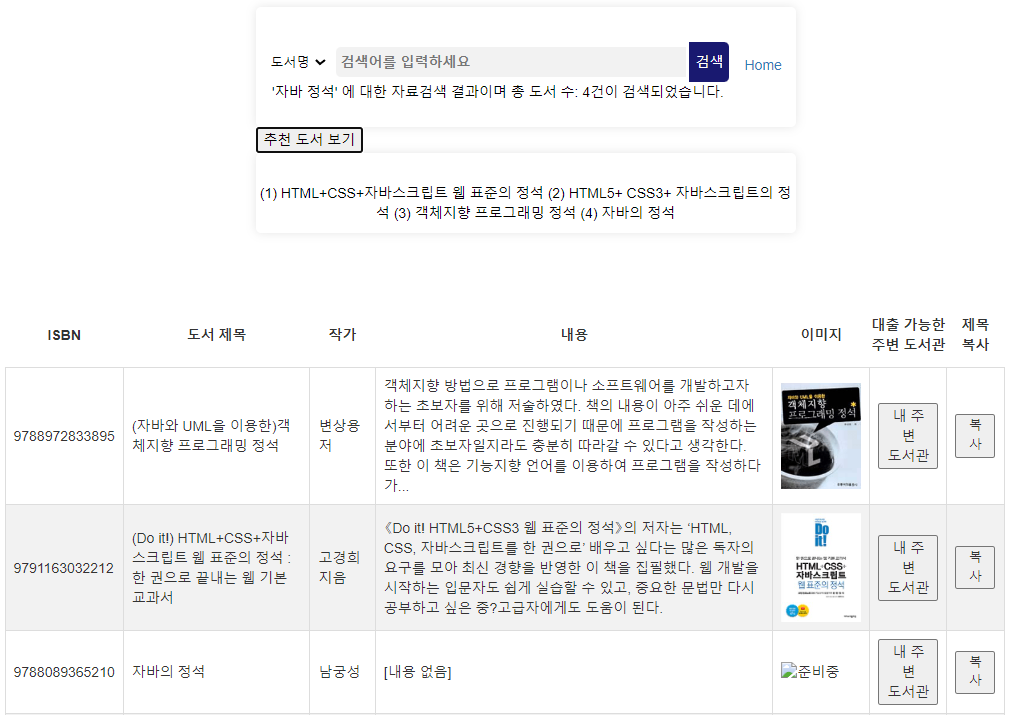 도서명 검색어를 입력하세요 검색 Home
'자바 정석' 에 대한 자료검색 결과이며 총 도서 수: 4건이 검색되었습니다.
추천 도서 보기
(1) HTML+CSS+자바스크립트 웹 표준의 정석 (2) HTML5+ CSS3+ 자바스크립트의 정
석 (3) 객체지향 프로그래밍 정석 (4) 자바의 정석
ISBN
도서 제목
작가
내용
이미지
대출 가능한
주변 도서관
제목
복사
9788972833895
(자바와 UML을 이용한)객
체지향 프로그래밍 정석
변상용
저
객체지향 방법으로 프로그램이나 소프트웨어를 개발하고자
하는 초보자를 위해 저술하였다. 책의 내용이 아주 쉬운 데에
서부터 어려운 곳으로 진행되기 때문에 프로그램을 작성하는
분야에 초보자일지라도 충분히 따라갈 수 있다고 생각한다.
또한 이 책은 기능지향 언어를 이용하여 프로그램을 작성하다
가...
객체지향
프로그래밍 정석
내 주
변
도서관
복
사
9791163032212
(Do it!) HTML+CSS+자바
스크립트 웹 표준의 정석 :
한 권으로 끝내는 웹 기본
교과서
고경희
지음
《Do it! HTML5+CSS3 웹 표준의 정석》의 저자는 ‘HTML,
CSS, 자바스크립트를 한 권으로’ 배우고 싶다는 많은 독자의
요구를 모아 최신 경향을 반영한 이 책을 집필했다. 웹 개발을
시작하는 입문자도 쉽게 실습할 수 있고, 중요한 문법만 다시
공부하고 싶은 중?고급자에게도 도움이 된다.
Do
it!
HTML+CSS+
자바스크립트
웹 표준의 정석
내 주
변
도서관
복
사
9788089365210
자바의 정석
남궁성
[내용 없음]
준비중
내 주
변
도서관
복
사